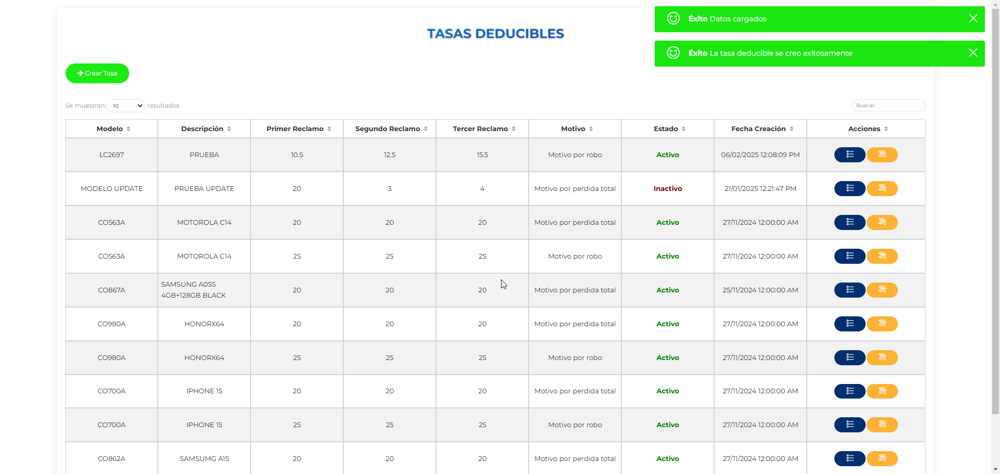 Éxito Datos cargados
TASAS DEDUCIBLES
Éxito La tasa deducible se creo exitosamente
Crear Tasa
Se muestran 10 resultados
Buscar
Modelo Descripción Primer Reclamo Segundo Reclamo Tercer Reclamo Motivo Estado Fecha Creación Acciones
LC2697 PRUEBA 10.5 12.5 15.5 Motivo por robo Activo 06/02/2025 12:08:09 PM
MODELO UPDATE PRUEBA UPDATE 20 3 4 Motivo por perdida total Inactivo 21/01/2025 12:21:47 PM
CO563A MOTOROLA C14 20 20 20 Motivo por perdida total Activo 27/11/2024 12:00:00 AM
CO563A MOTOROLA C14 25 25 25 Motivo por robo Activo 27/11/2024 12:00:00 AM
CO867A SAMSUNG A05S
4GB+128GB BLACK 20 20 20 Motivo por perdida total Activo 25/11/2024 12:00:00 AM
CO980A HONORX64 20 20 20 Motivo por perdida total Activo 27/11/2024 12:00:00 AM
CO980A HONORX64 25 25 25 Motivo por robo Activo 27/11/2024 12:00:00 AM
CO700A IPHONE 15 20 20 20 Motivo por perdida total Activo 27/11/2024 12:00:00 AM
CO700A IPHONE 15 25 25 25 Motivo por robo Activo 27/11/2024 12:00:00 AM
CO862A SAMSUMG A15 20 20 20 Motivo por perdida total Activo 27/11/2024 12:00:00 AM